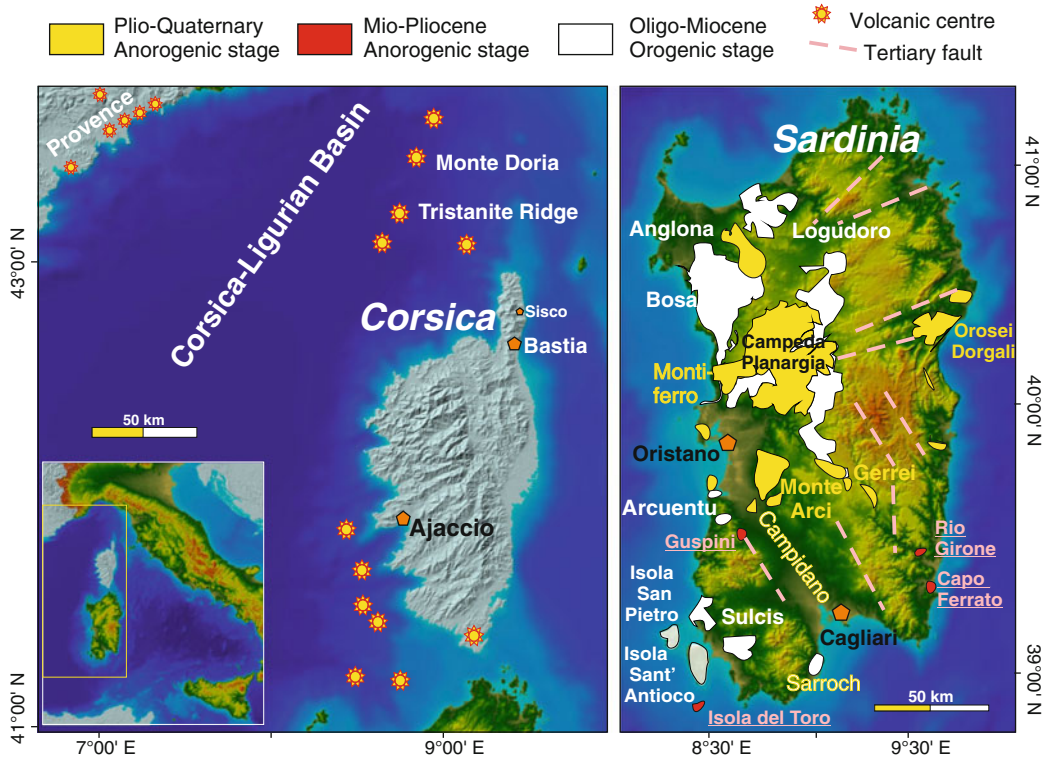 Plio-Quaternary
Anorogenic stage
Mio-Pliocene
Anorogenic stage
Oligo-Miocene
Orogenic stage
Volcanic centre
Tertiary fault
Provence
Corsica-Ligurian Basin
Monte Doria
Tristanite Ridge
Corsica
Sisco
Bastia
Ajaccio
50 km
43°00' N
41°00' N
7°00' E
9°00' E
Sardinia
Anglona
Logudoro
Bosa
Campeda
Planargia
Orosei
Dorgali
Monti-
ferro
Oristano
Gerrei
Monte
Arci
Arcuentu
Guspini
Campidano
Rio
Girone
Capo
Ferrato
Isola
San
Pietro
Sulcis
Cagliari
Isola
Sant'
Antioco
Sarroch
Isola del Toro
50 km
41°00' N
40°00' N
39°00' N
8°30' E
9°30' E